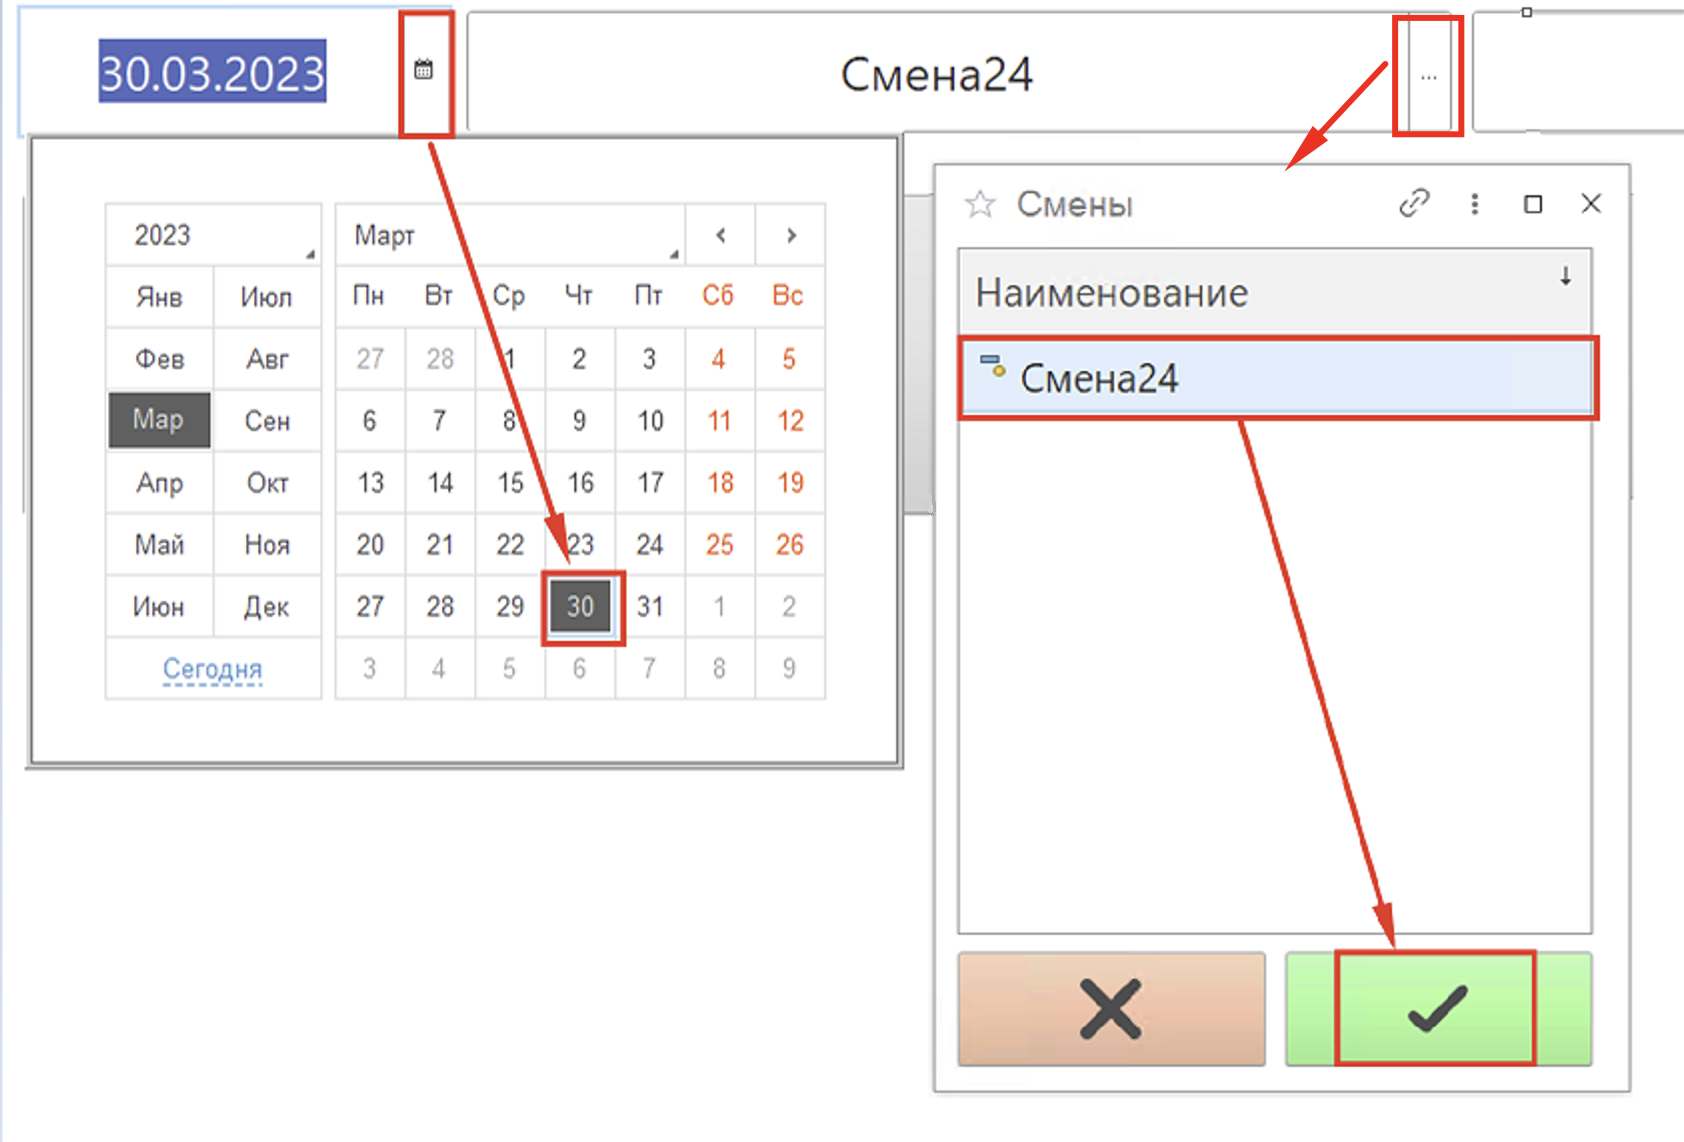 30.03.2023
Смена24
...
2023
Март
Янв Июл
Фев Авг
Мар Сен
Апр Окт
Май Ноя
Июн Дек
Сегодня
Пн Вт Ср Чт Пт Сб Вс
27 28 1 2 3 4 5
6 7 8 9 10 11 12
13 14 15 16 17 18 19
20 21 22 23 24 25 26
27 28 29 30 31 1 2
3 4 5 6 7 8 9
Смены
Наименование
Смена24